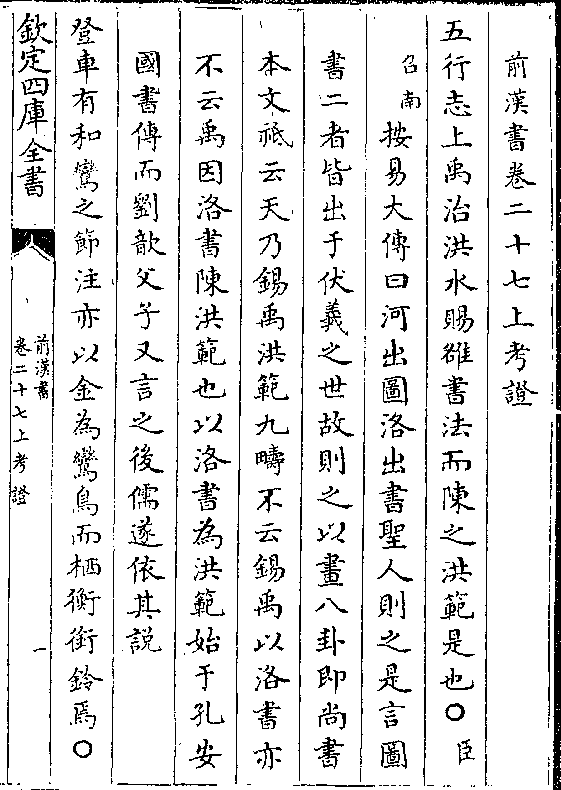 前漢書卷二十七上考證
五行志上禹治洪水賜雒書法而陳之洪範是也○臣
召南按易大傳曰河出圖洛出書聖人則之是言圖
書二者皆出于伏羲之世故則之以畫八卦即尚書
本文祗云天乃錫禹洪範九疇不云錫禹以洛書亦
不云禹因洛書陳洪範也以洛書為洪範始于孔安
國書傳而劉歆父子又言之後儒遂依其説
登車有和鸞之節注亦以金為鸞鳥而栖衡銜鈴焉○
欽定四庫全書
前漢書
卷二十七上考證
一